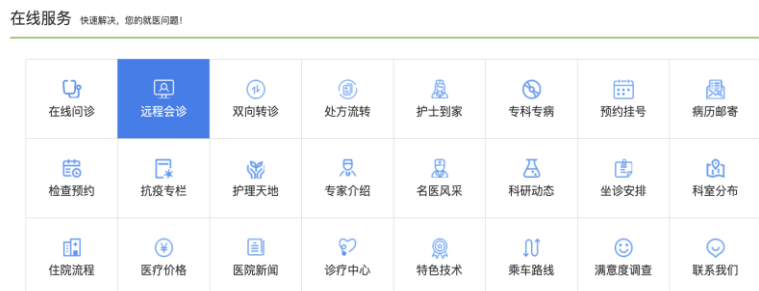 在线服务 快速解决，您的就医问题！
在线问诊 远程会诊 双向转诊 处方流转 护士到家 专科专病 预约挂号 病历邮寄
检查预约 抗疫专栏 护理天地 专家介绍 名医风采 科研动态 坐诊安排 科室分布
住院流程 医疗价格 医院新闻 诊疗中心 特色技术 乘车路线 满意度调查 联系我们